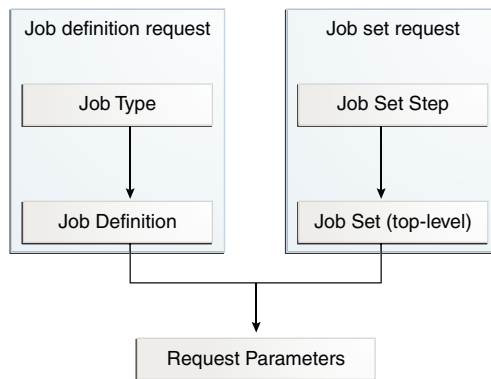 Job definition request
Job Type
Job Definition
Job set request
Job Set Step
Job Set (top-level)
Request Parameters